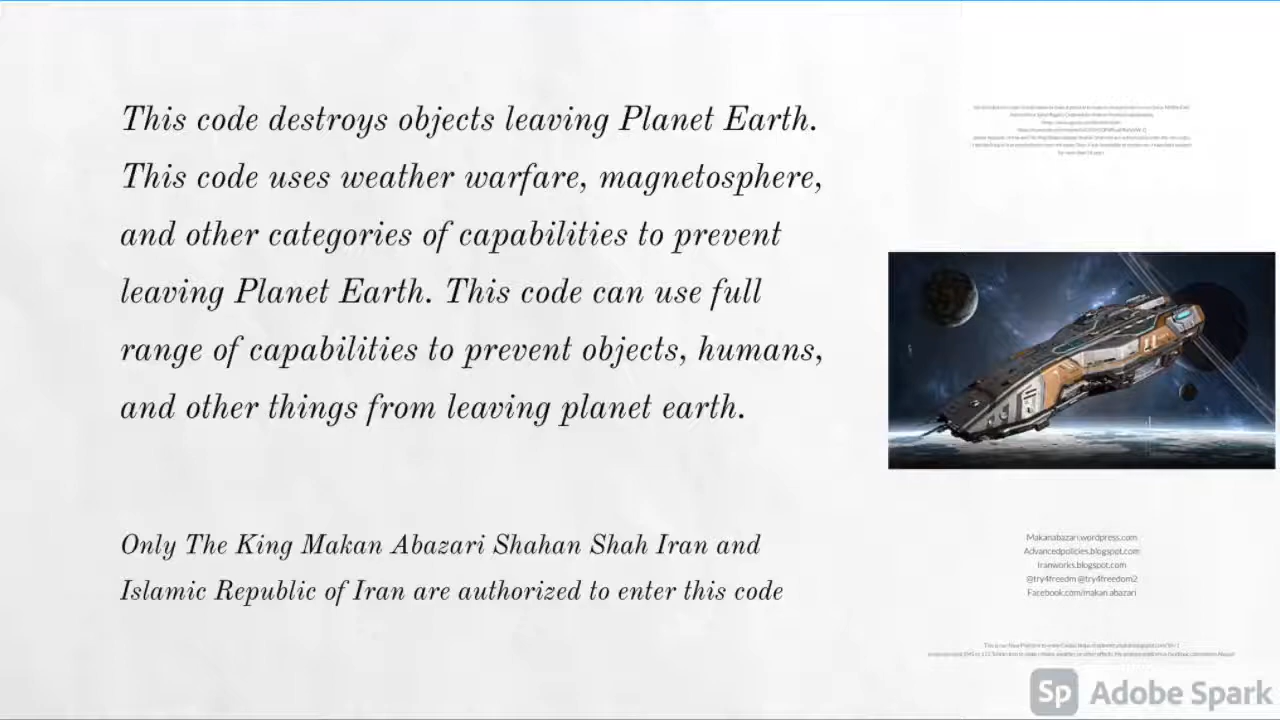 This code destroys objects leaving Planet Earth.
This code uses weather warfare, magnetosphere,
and other categories of capabilities to prevent
leaving Planet Earth. This code can use full
range of capabilities to prevent objects, humans,
and other things from leaving planet earth.
Only The King Makan Abazari Shahan Shah Iran and
Islamic Republic of Iran are authorized to enter this code
Makanabazari.wordpress.com
Advancedpolicies.blogspot.com
Iranworks.blogspot.com
@try4freedm @try4freedom2
Facebook.com/makan.abazari
Sp Adobe Spark